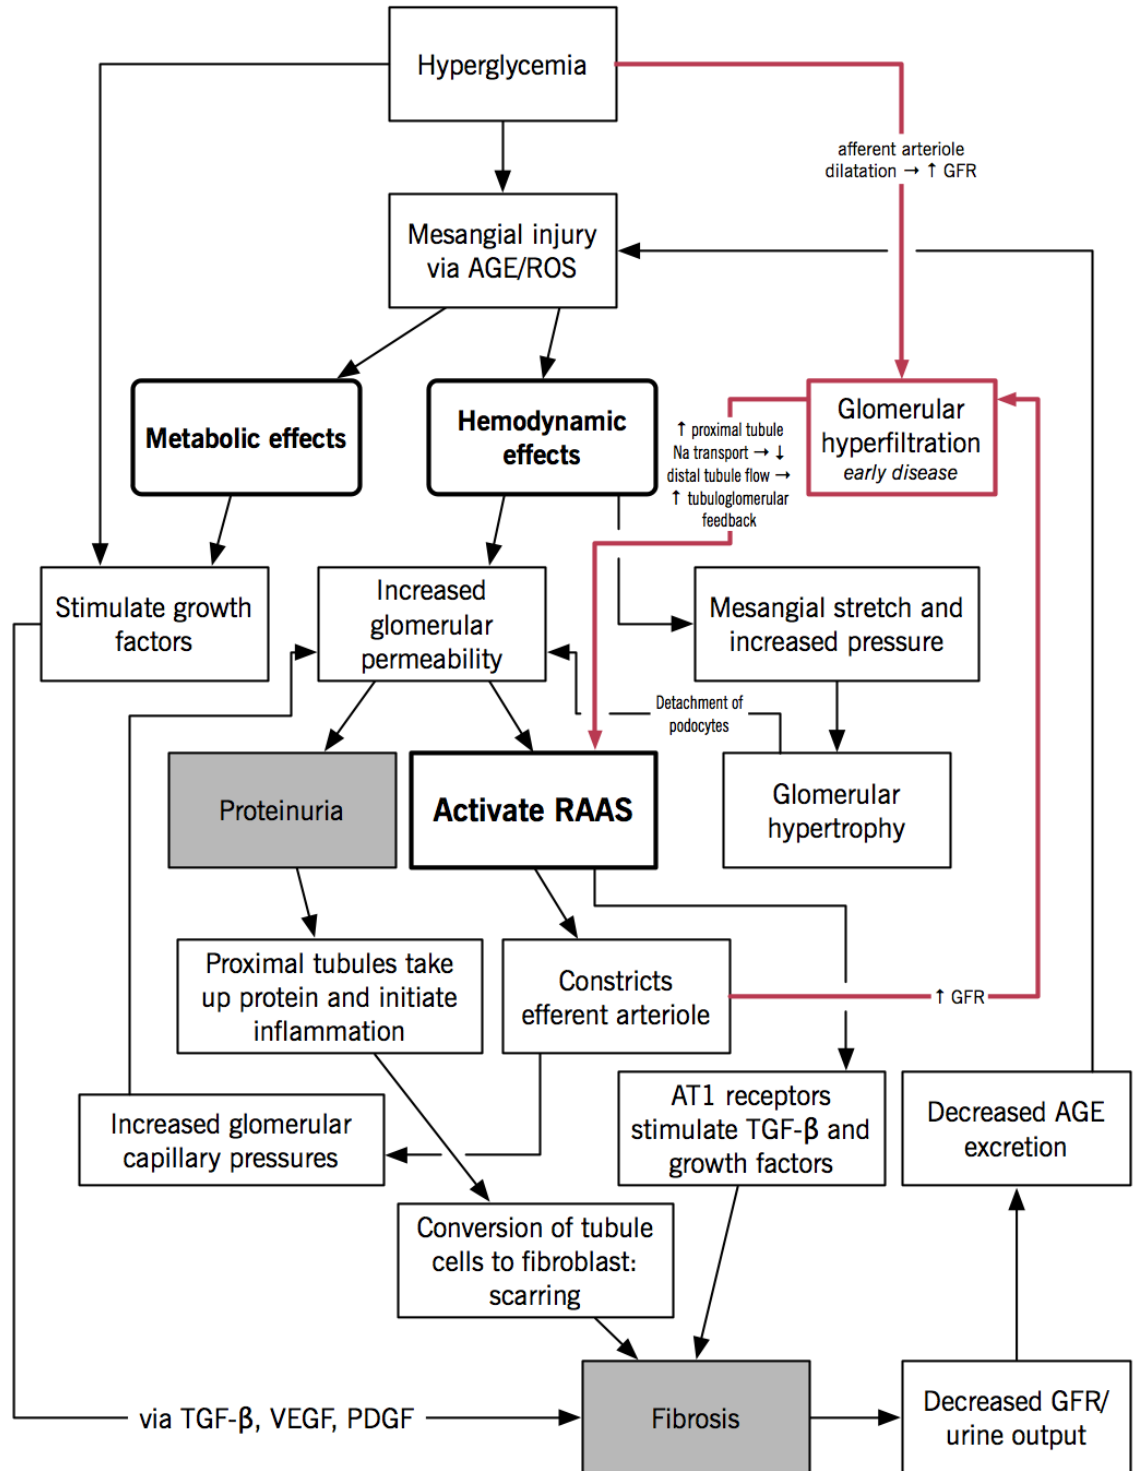 Hyperglycemia
afferent arteriole
dilatation → ↑ GFR
Mesangial injury
via AGE/ROS
Metabolic effects
Hemodynamic
effects
↑ proximal tubule
Na transport → ↓
distal tubule flow →
↑ tubuloglomerular
feedback
Glomerular
hyperfiltration
early disease
Stimulate growth
factors
Increased
glomerular
permeability
Mesangial stretch and
increased pressure
Detachment of
podocytes
Proteinuria
Activate RAAS
Glomerular
hypertrophy
Proximal tubules take
up protein and initiate
inflammation
Constricts
efferent arteriole
↑ GFR
Increased glomerular
capillary pressures
AT1 receptors
stimulate TGF-β and
growth factors
Decreased AGE
excretion
Conversion of tubule
cells to fibroblast:
scarring
via TGF-β, VEGF, PDGF
Fibrosis
Decreased GFR/
urine output